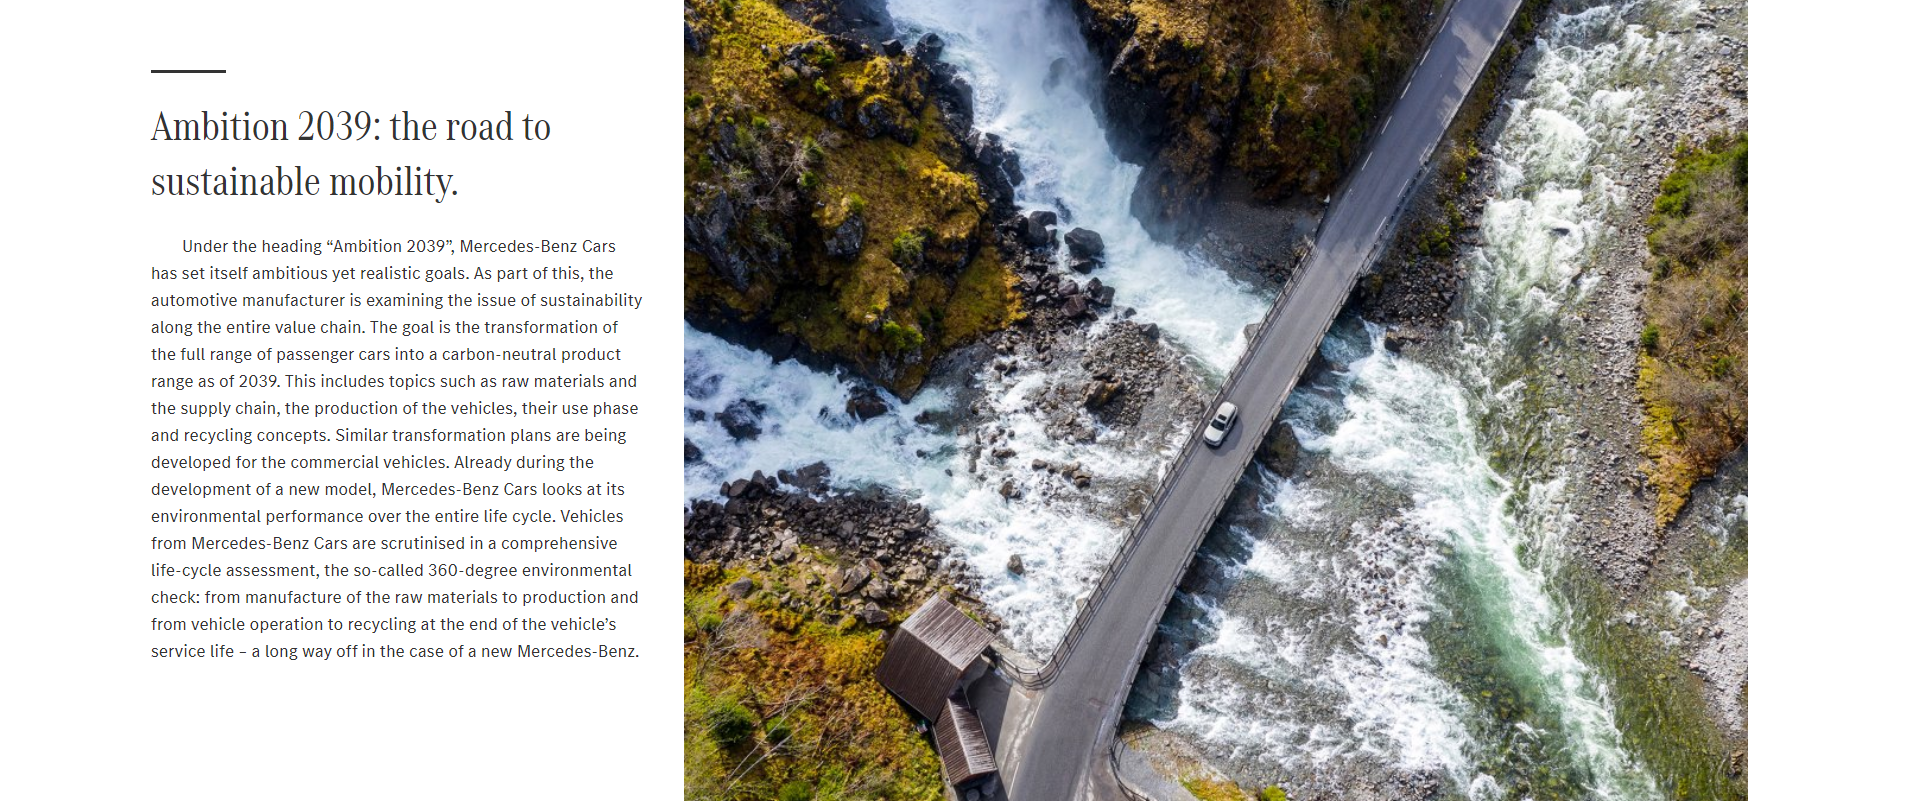 Ambition 2039: the road to
sustainable mobility.
Under the heading “Ambition 2039”, Mercedes-Benz Cars
has set itself ambitious yet realistic goals. As part of this, the
automotive manufacturer is examining the issue of sustainability
along the entire value chain. The goal is the transformation of
the full range of passenger cars into a carbon-neutral product
range as of 2039. This includes topics such as raw materials and
the supply chain, the production of the vehicles, their use phase
and recycling concepts. Similar transformation plans are being
developed for the commercial vehicles. Already during the
development of a new model, Mercedes-Benz Cars looks at its
environmental performance over the entire life cycle. Vehicles
from Mercedes-Benz Cars are scrutinised in a comprehensive
life-cycle assessment, the so-called 360-degree environmental
check: from manufacture of the raw materials to production and
from vehicle operation to recycling at the end of the vehicle’s
service life – a long way off in the case of a new Mercedes-Benz.